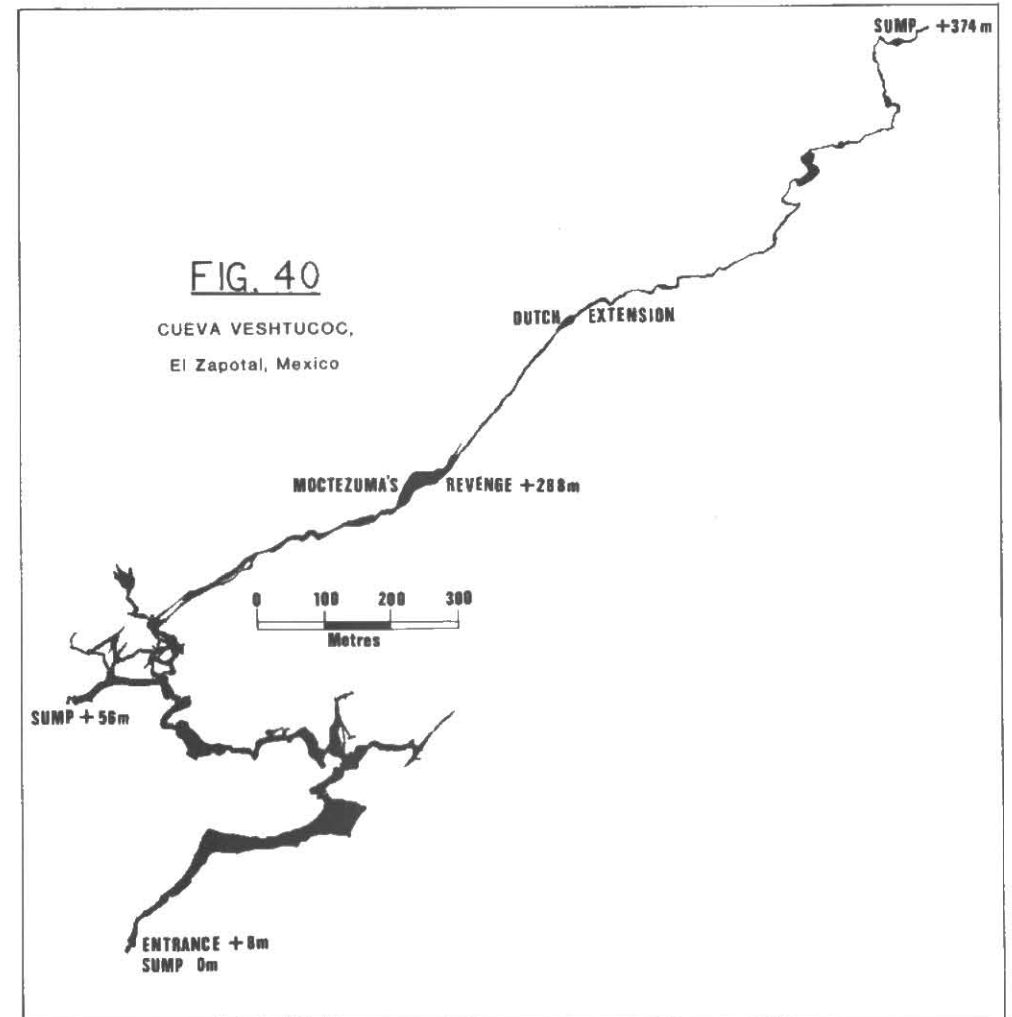 SUMP +374m
FIG. 40
CUEVA VESHTUCOC,
El Zapotal, Mexico
DUTCH EXTENSION
MOCTEZUMA'S REVENGE +288m
0 100 200 300
Metres
SUMP +56m
ENTRANCE +8m
SUMP 0m